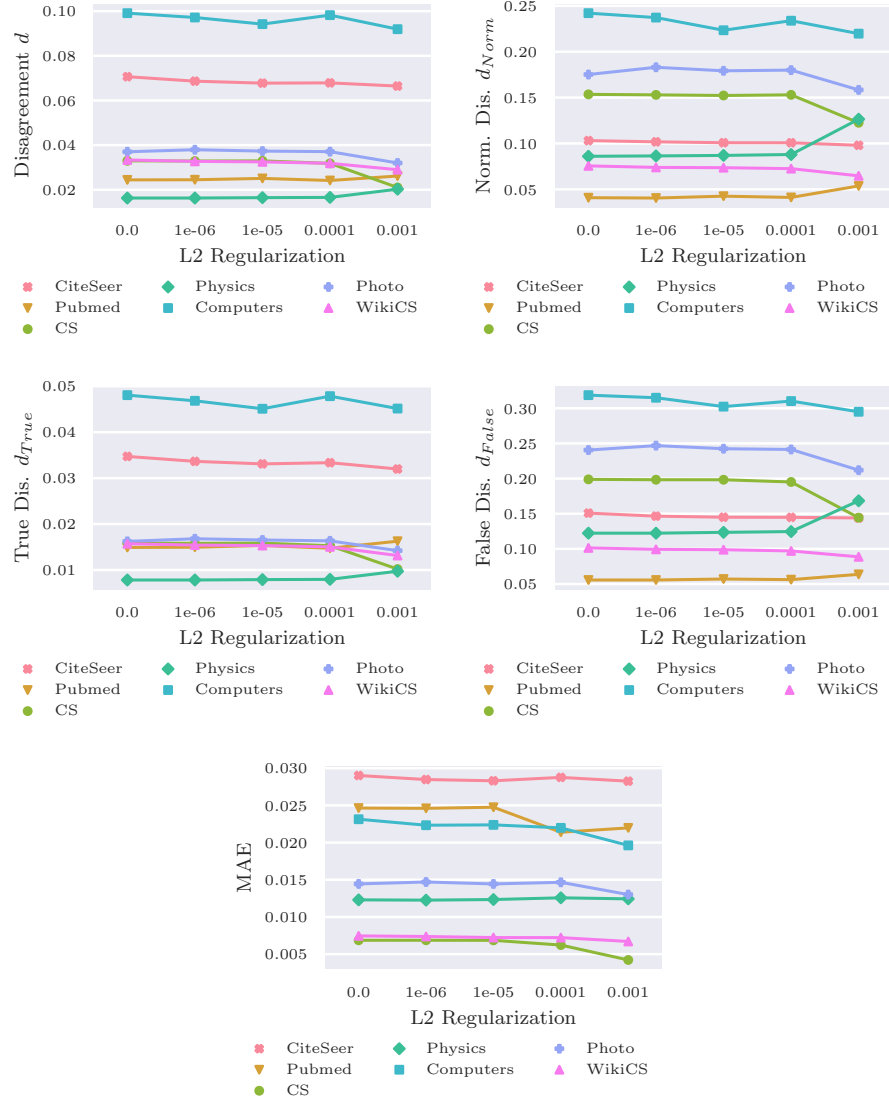 0.10
0.08
0.06
0.04
0.02
Disagreement d
0.0 1e-06 1e-05 0.0001 0.001
L2 Regularization
CiteSeer Physics Photo
Pubmed Computers WikiCS
CS
0.25
0.20
0.15
0.10
0.05
Norm. Dis. d_Norm
0.0 1e-06 1e-05 0.0001 0.001
L2 Regularization
CiteSeer Physics Photo
Pubmed Computers WikiCS
CS
0.05
0.04
0.03
0.02
0.01
True Dis. d_True
0.0 1e-06 1e-05 0.0001 0.001
L2 Regularization
CiteSeer Physics Photo
Pubmed Computers WikiCS
CS
0.30
0.25
0.20
0.15
0.10
0.05
False Dis. d_False
0.0 1e-06 1e-05 0.0001 0.001
L2 Regularization
CiteSeer Physics Photo
Pubmed Computers WikiCS
CS
0.030
0.025
0.020
0.015
0.010
0.005
MAE
0.0 1e-06 1e-05 0.0001 0.001
L2 Regularization
CiteSeer Physics Photo
Pubmed Computers WikiCS
CS